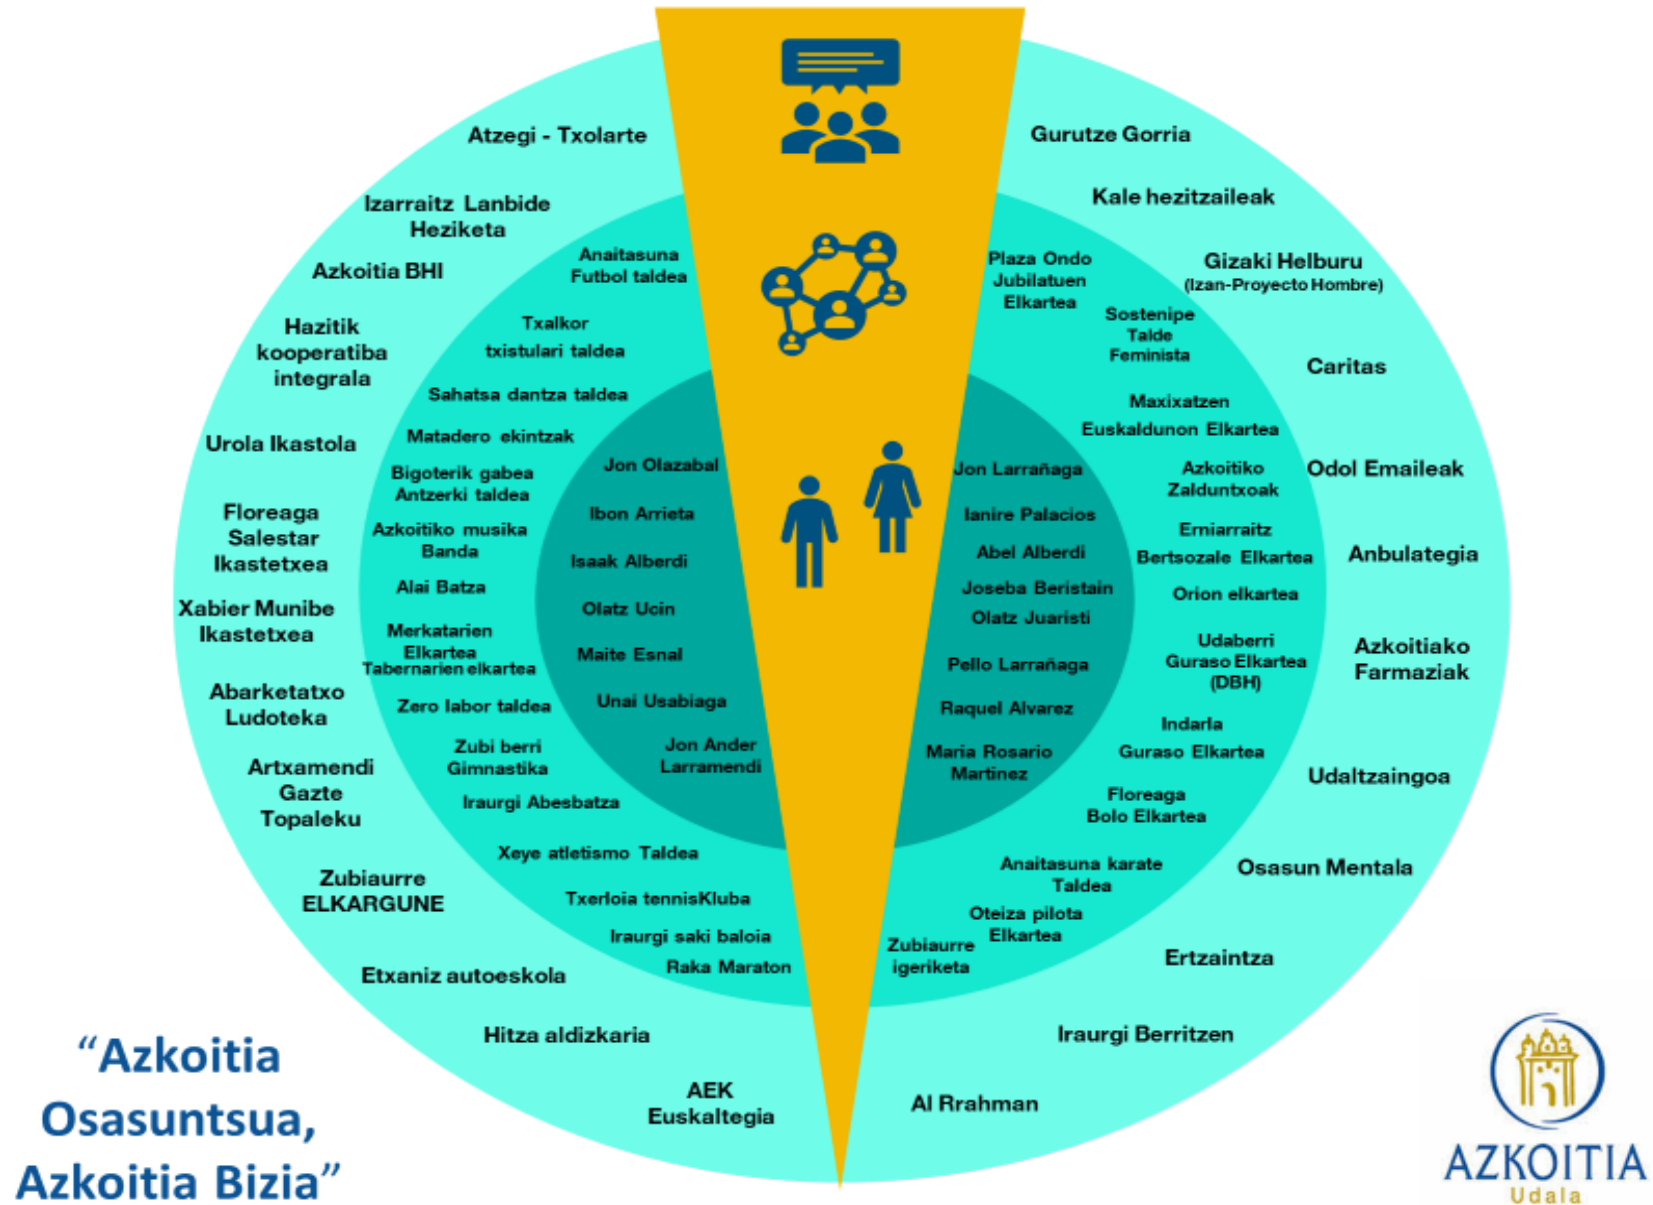 Atzegi - Txolarte
Izarraitz Lanbide
Heziketa
Azkoitia BHI
Hazitik
kooperatiba
integrala
Urola Ikastola
Floreaga
Salestar
Ikastetxea
Xabier Munibe
Ikastetxea
Abarketatxo
Ludoteka
Artxamendi
Gazte
Topaleku
Zubiaurre
ELKARGUNE
Etxaniz autoeskola
Hitza aldizkaria
AEK
Euskaltegia
Anaitasuna
Futbol taldea
Txalkor
txistulari taldea
Sahatsa dantza taldea
Matadero ekintzak
Bigoterik gabea
Antzerki taldea
Azkoitiko musika
Banda
Alai Batza
Merkatarien
Elkartea
Tabernarien elkartea
Zero labor taldea
Zubi berri
Gimnastika
Iraurgi Abesbatza
Xeye atletismo Taldea
Txerloia tennisKluba
Iraurgi saki baloia
Raka Maraton
Jon Olazabal
Ibon Arrieta
Isaak Alberdi
Olatz Ucin
Maite Esnal
Unai Usabiaga
Jon Ander
Larramendi
Jon Larrañaga
Ianire Palacios
Abel Alberdi
Joseba Beristain
Olatz Juaristi
Pello Larrañaga
Raquel Alvarez
Maria Rosario
Martinez
Plaza Ondo
Jubilatuen
Elkartea
Sostenipe
Talde
Feminista
Maxixatzen
Euskaldunon Elkartea
Azkoitiko
Zalduntxoak
Erniarraitz
Bertsozale Elkartea
Orion elkartea
Udaberri
Guraso Elkartea
(DBH)
Indarla
Guraso Elkartea
Floreaga
Bolo Elkartea
Anaitasuna karate
Taldea
Oteiza pilota
Elkartea
Zubiaurre
igeriketa
Gurutze Gorria
Kale hezitzaileak
Gizaki Helburu
(Izan-Proyecto Hombre)
Caritas
Odol Emaileak
Anbulategia
Azkoitiako
Farmaziak
Udaltzaingoa
Osasun Mentala
Ertzaintza
Iraurgi Berritzen
Al Rrahman
“Azkoitia
Osasuntsua,
Azkoitia Bizia”
AZKOITIA
Udala